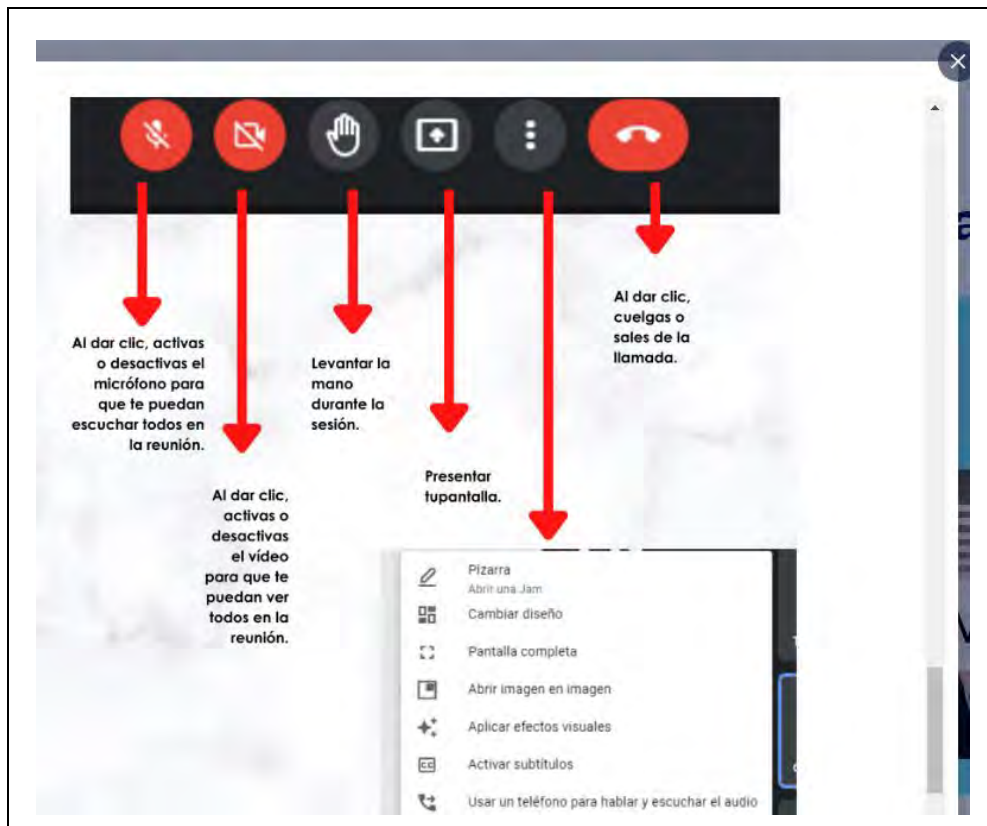 Al dar clic, activas
o desactivas el
micrófono para
que te puedan
escuchar todos en
la reunión.
Al dar clic,
activas o
desactivas
el vídeo
para que te
puedan ver
todos en la
reunión.
Levantar la
mano
durante la
sesión.
Presentar
tupantalla.
Al dar clic,
cuelgas o
sales de la
llamada.
Pizarra
Abrir una Jam
Cambiar diseño
Pantalla completa
Abrir imagen en imagen
Aplicar efectos visuales
CC
Activar subtítulos
Usar un teléfono para hablar y escuchar el audio